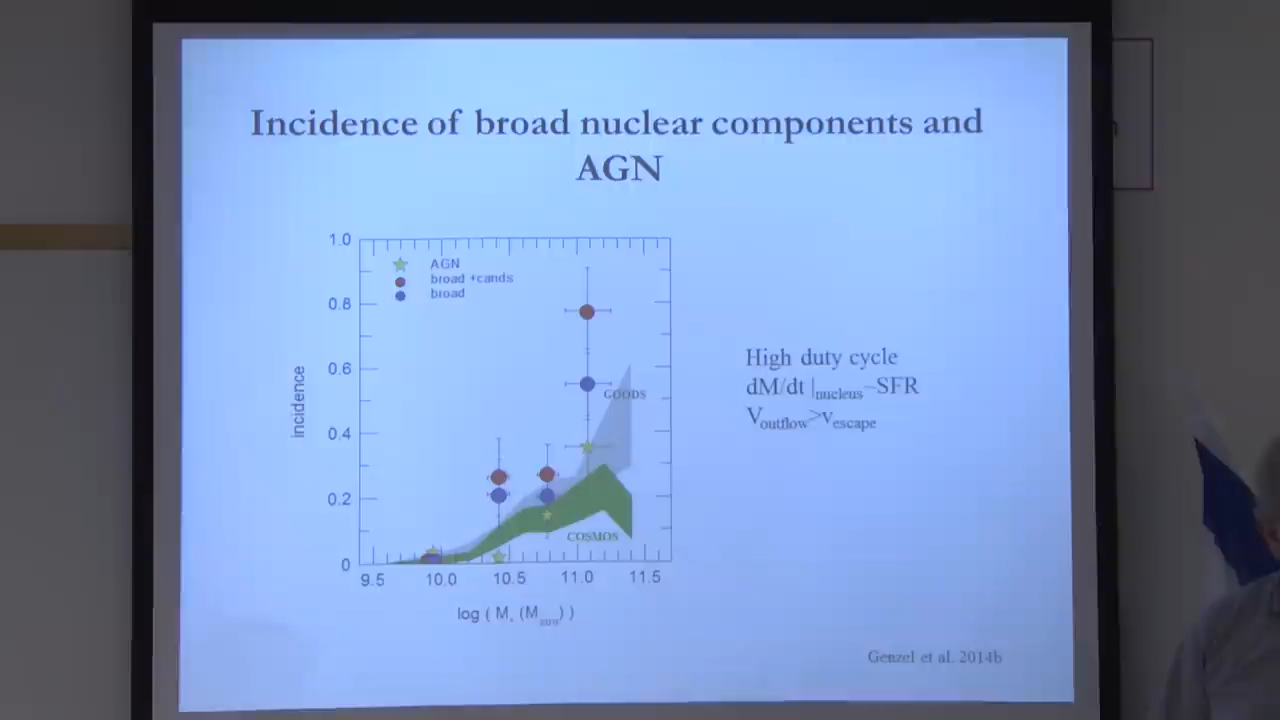 Incidence of broad nuclear components and
AGN
1.0
0.8
0.6
0.4
0.2
0
incidence
AGN
broad +cands
broad
GOODS
COSMOS
9.5 10.0 10.5 11.0 11.5
log ( M* (Msun) )
High duty cycle
dM/dt |nucleus~SFR
Voutflow>vescape
Genzel et al. 2014b